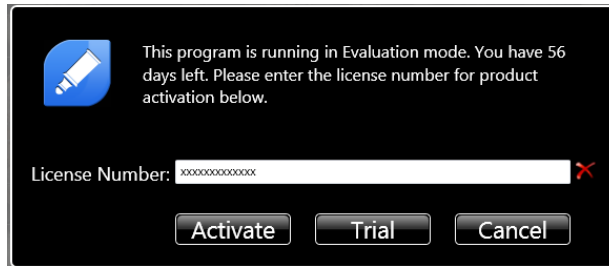 This program is running in Evaluation mode. You have 56
days left. Please enter the license number for product
activation below.
License Number: xxxxxxxxxxxxx
Activate Trial Cancel